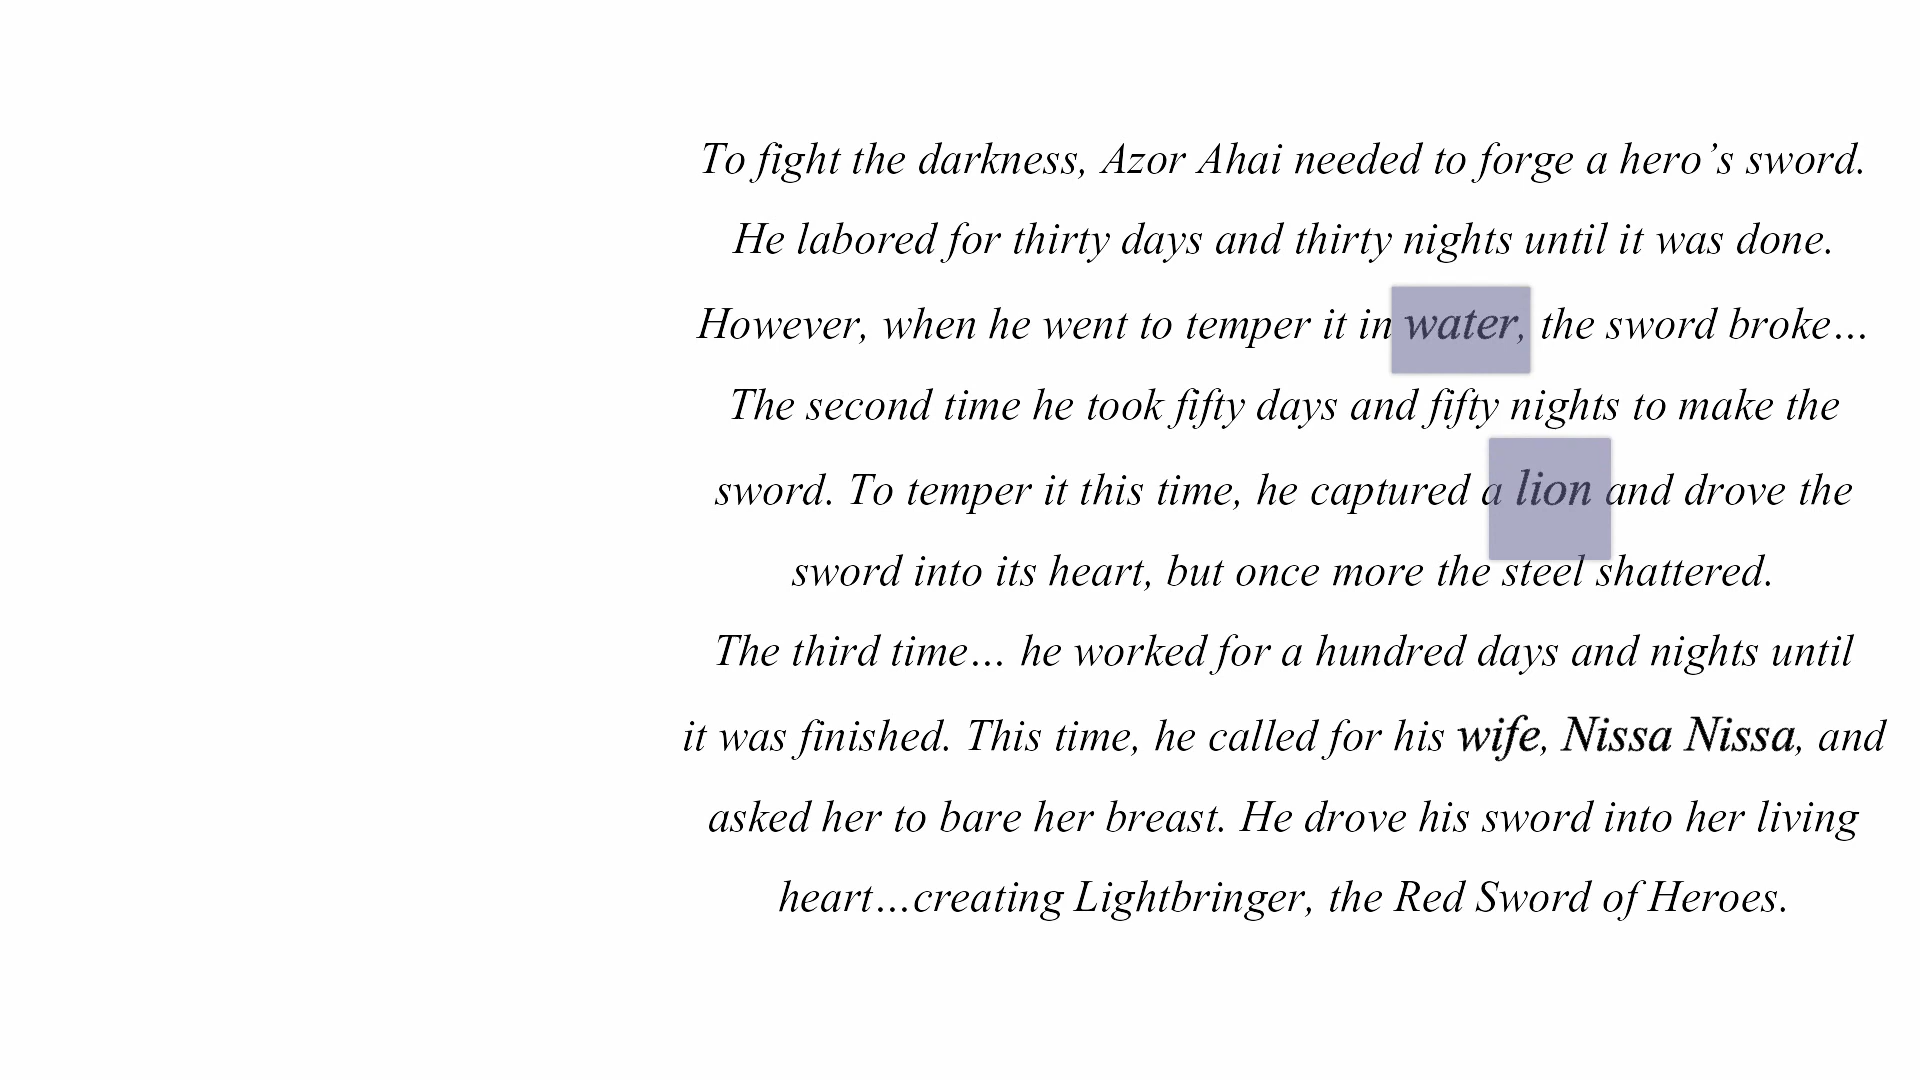 To fight the darkness, Azor Ahai needed to forge a hero’s sword.
He labored for thirty days and thirty nights until it was done.
However, when he went to temper it in water, the sword broke…
The second time he took fifty days and fifty nights to make the
sword. To temper it this time, he captured a lion and drove the
sword into its heart, but once more the steel shattered.
The third time… he worked for a hundred days and nights until
it was finished. This time, he called for his wife, Nissa Nissa, and
asked her to bare her breast. He drove his sword into her living
heart…creating Lightbringer, the Red Sword of Heroes.